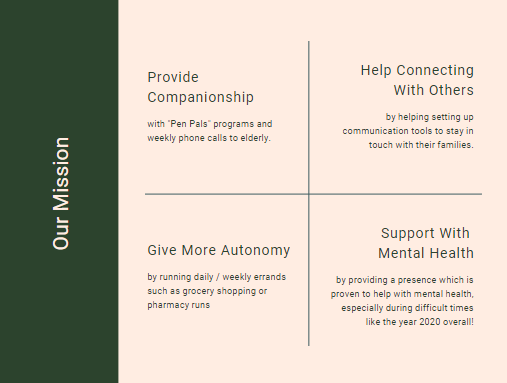 Our Mission
Provide
Companionship
with "Pen Pals" programs and
weekly phone calls to elderly.
Help Connecting
With Others
by helping setting up
communication tools to stay in
touch with their families.
Give More Autonomy
by running daily / weekly errands
such as grocery shopping or
pharmacy runs
Support With
Mental Health
by providing a presence which is
proven to help with mental health,
especially during difficult times
like the year 2020 overall!